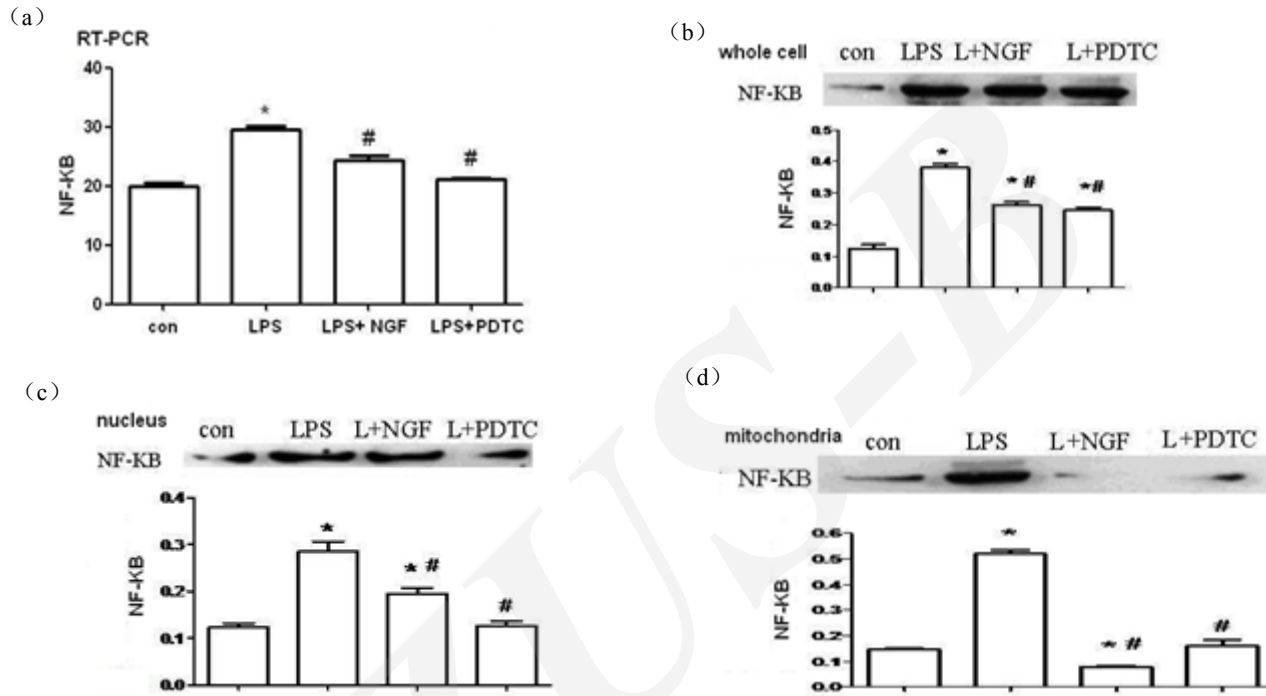 （a）
RT-PCR
40
30
20
10
0
NF-KB
*
#
#
con LPS LPS+ NGF LPS+PDTC
（b）
whole cell con LPS L+NGF L+PDTC
NF-KB
0.5
0.4
0.3
0.2
0.1
0.0
NF-KB
*
* #
*#
（c）
nucleus con LPS L+NGF L+PDTC
NF-KB
0.4
0.3
0.2
0.1
0.0
NF-KB
*
* #
#
（d）
mitochondria con LPS L+NGF L+PDTC
NF-KB
0.6
0.5
0.4
0.3
0.2
0.1
0.0
NF-KB
*
* #
#
ZUS-B